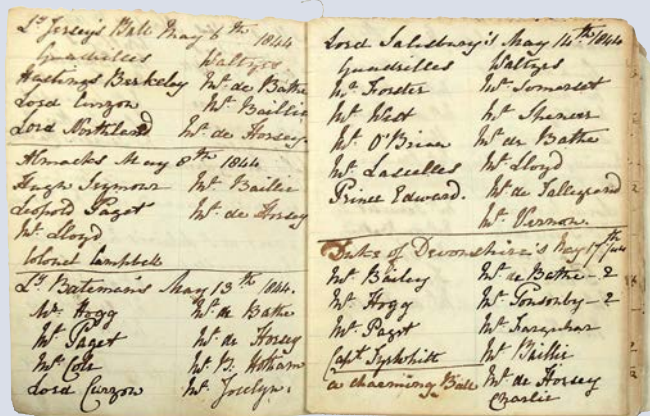 Ly. Jersey's Ball May 6th 1844
Quadrilles Waltzes
Hastings Berkeley Mr. de Bathe
Lord Curzon Mr. Baillie
Lord Northland Mr. de Horsey
Almacks May 8th 1844
Hugh Seymour Mr. Baillie
Leopold Paget Mr. de Horsey
Mr. Lloyd
Colonel Campbell
Ly. Bateman's May 13th 1844.
Mr. Hogg Mr. de Bathe
Mr. Paget Mr. de Horsey
Mr. Cole Mr. B. Hotham
Lord Curzon Mr. Jocelyn.
Lord Salisbury's May 14th 1844
Quadrilles Waltzes
Mr. Forster Mr. Somerset
Mr. West Mr. Spencer
Mr. O'Brien Mr. de Bathe
Mr. Lascelles Mr. Lloyd
Prince Edward. Mr. de Tallegrand
Mr. Vernon.
Duke of Devonshire's May 17th
Mr. Bailey Mr. de Bathe - 2
Mr. Hogg Mr. Ponsonby - 2
Mr. Paget Mr. Farquhar
Capt. Tyrwhitt Mr. Baillie
a charming Ball Mr. de Horsey
Charlie